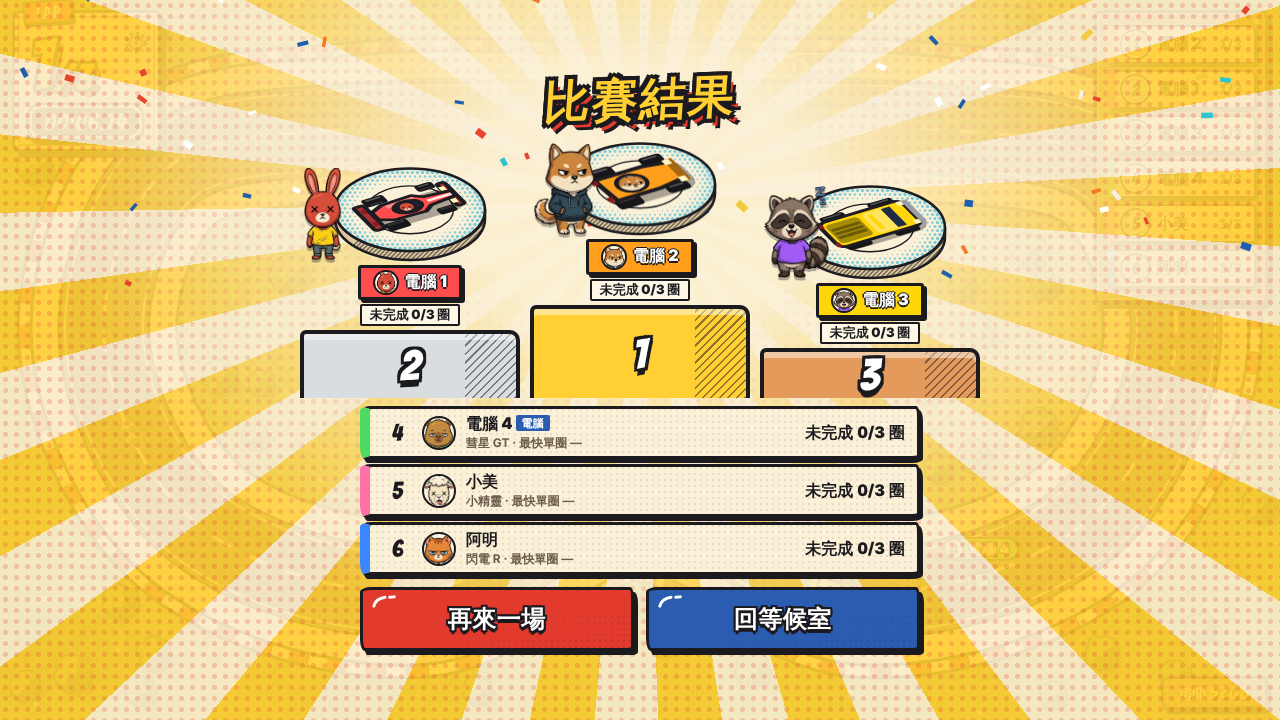 比賽結果
電腦 2
未完成 0/3 圈
電腦 1
未完成 0/3 圈
電腦 3
未完成 0/3 圈
1
2
3
4 電腦 4 電腦 未完成 0/3 圈
彗星 GT · 最快單圈 —
5 小美 未完成 0/3 圈
小精靈 · 最快單圈 —
6 阿明 未完成 0/3 圈
閃電 R · 最快單圈 —
再來一場
回等候室